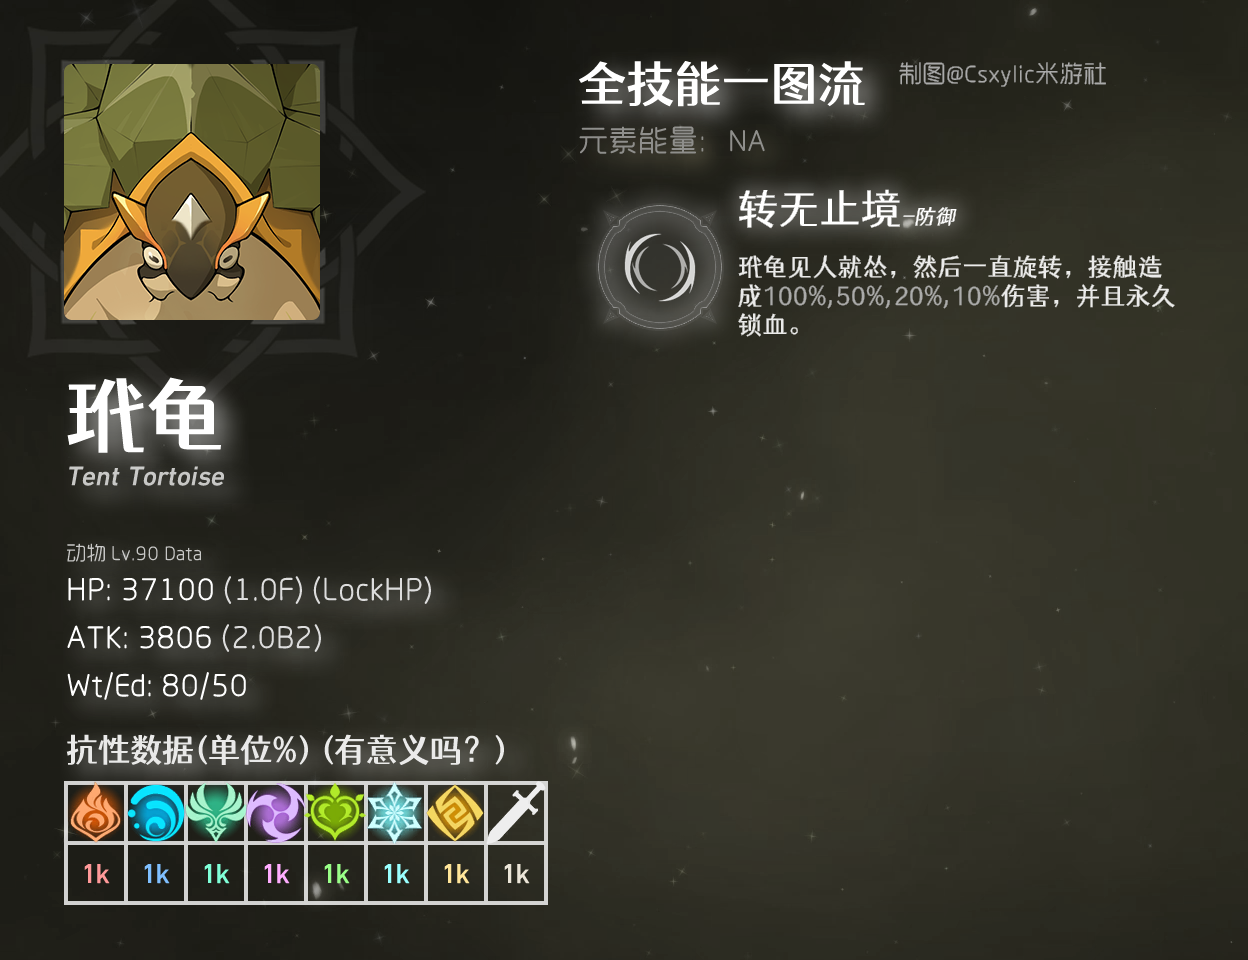 全技能一图流 制图@Csxylic米游社
元素能量： NA
转无止境-防御
玳龟见人就怂，然后一直旋转，接触造
成100%,50%,20%,10%伤害，并且永久
锁血。
玳龟
Tent Tortoise
动物 Lv.90 Data
HP: 37100 (1.0F) (LockHP)
ATK: 3806 (2.0B2)
Wt/Ed: 80/50
抗性数据(单位%) (有意义吗？)
1k 1k 1k 1k 1k 1k 1k 1k